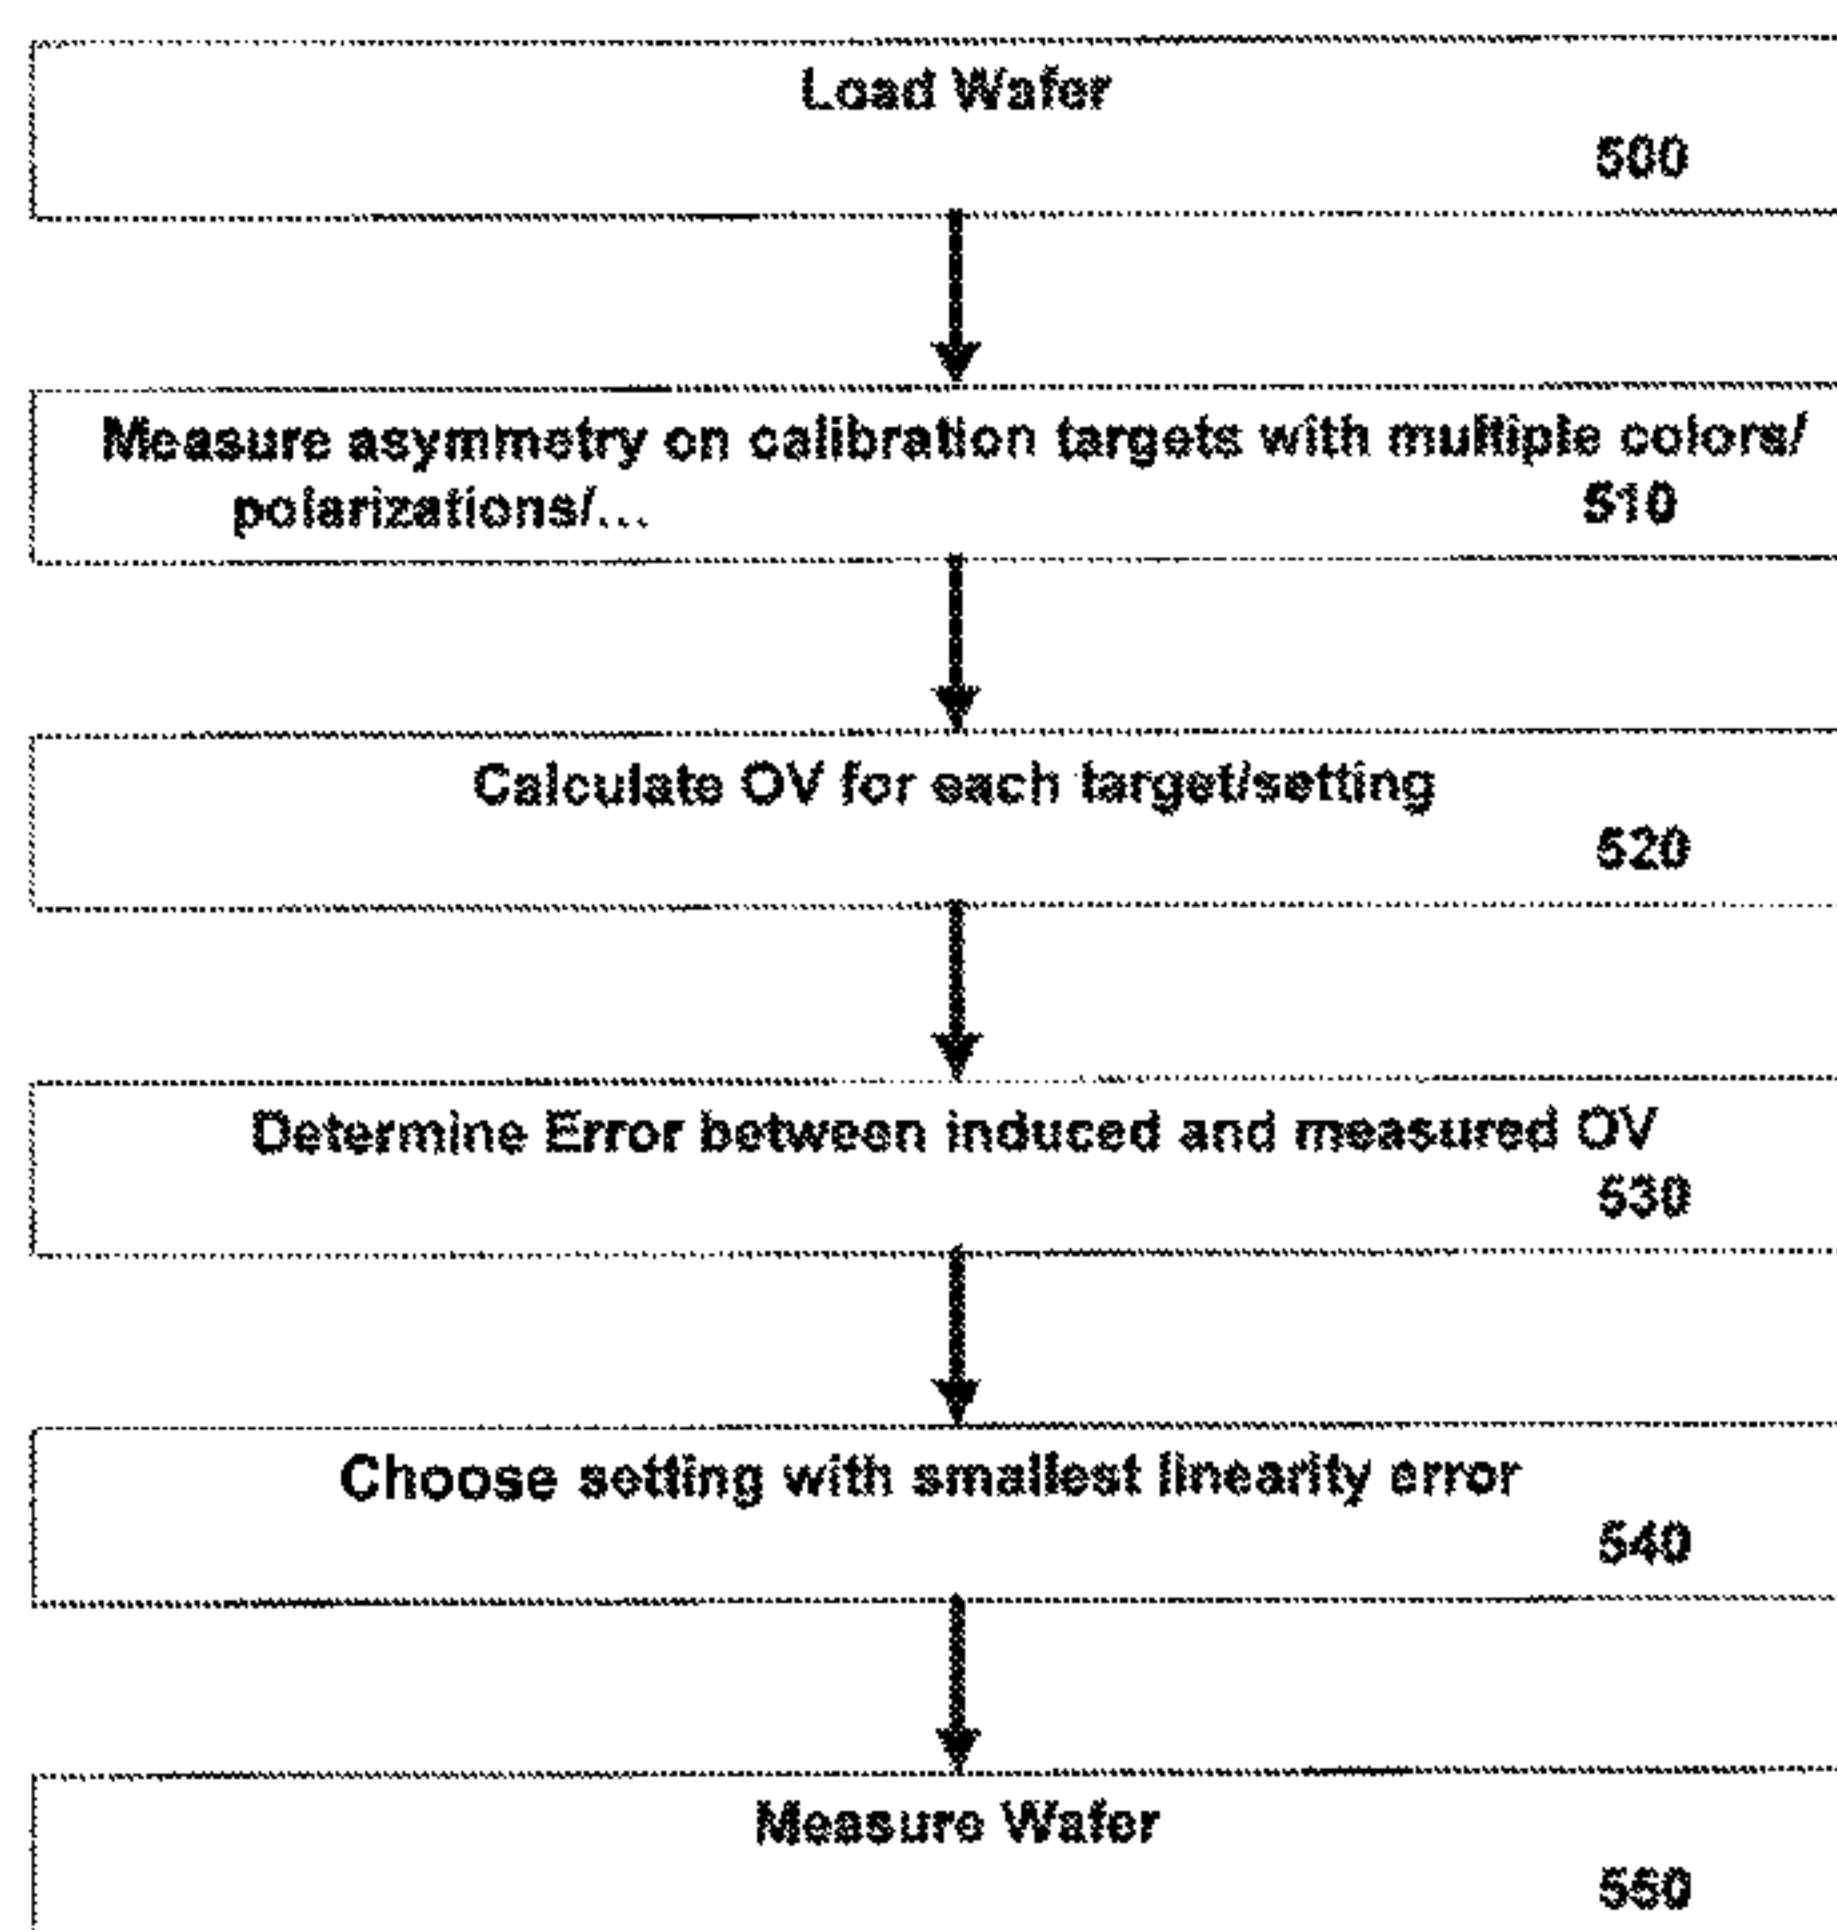 Load Wafer
500
Measure asymmetry on calibration targets with multiple colors/
polarizations/... 510
Calculate OV for each target/setting
520
Determine Error between induced and measured OV
530
Choose setting with smallest linearity error
540
Measure Wafer
550